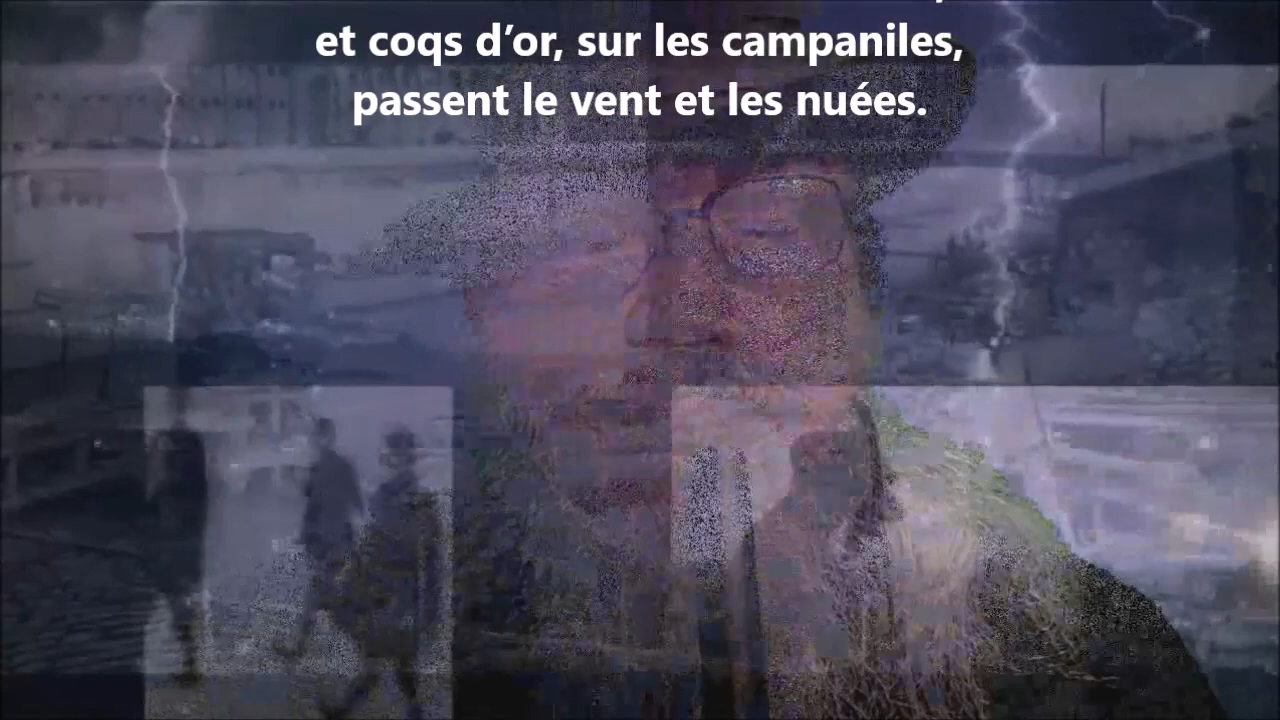 et coqs d’or, sur les campaniles,
passent le vent et les nuées.